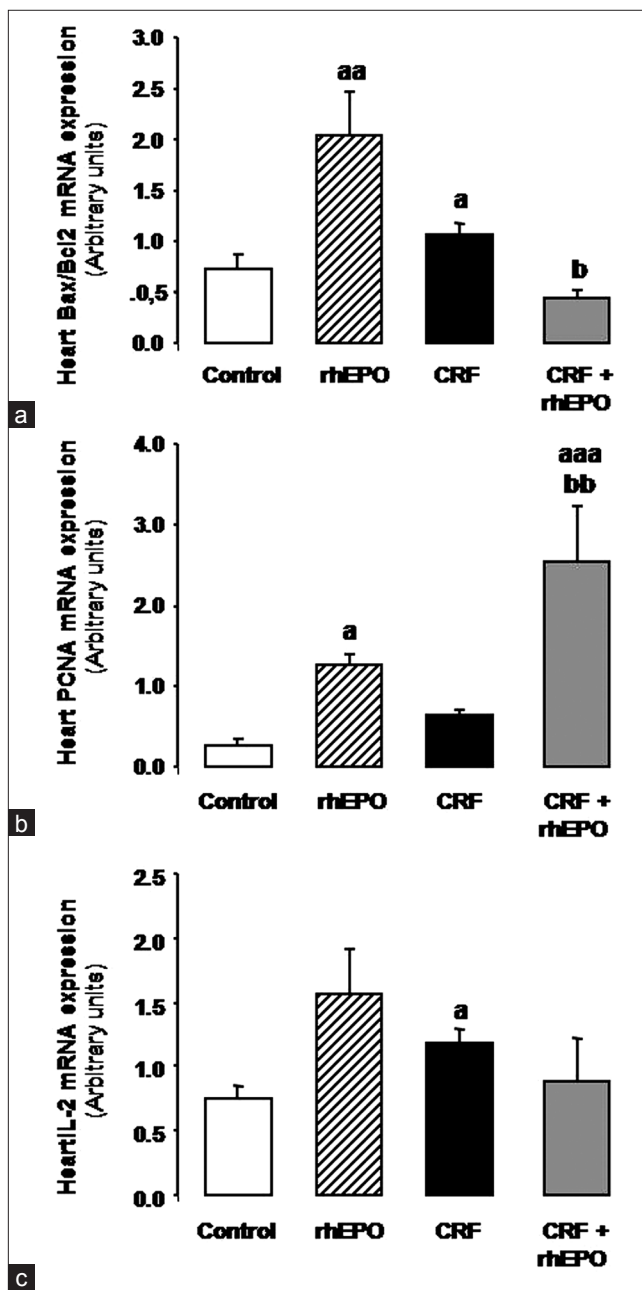 Heart Bax/Bcl2 mRNA expression
(Arbitrary units)
3.0
2.5
2.0
1.5
1.0
.0.5
0.0
aa
a
b
Control rhEPO CRF CRF +
rhEPO
a
Heart PCNA mRNA expression
(Arbitrary units)
4.0
3.0
2.0
1.0
0.0
a
aaa
bb
Control rhEPO CRF CRF +
rhEPO
b
HeartIL-2 mRNA expression
(Arbitrary units)
2.5
2.0
1.5
1.0
0.5
0.0
a
Control rhEPO CRF CRF +
rhEPO
c